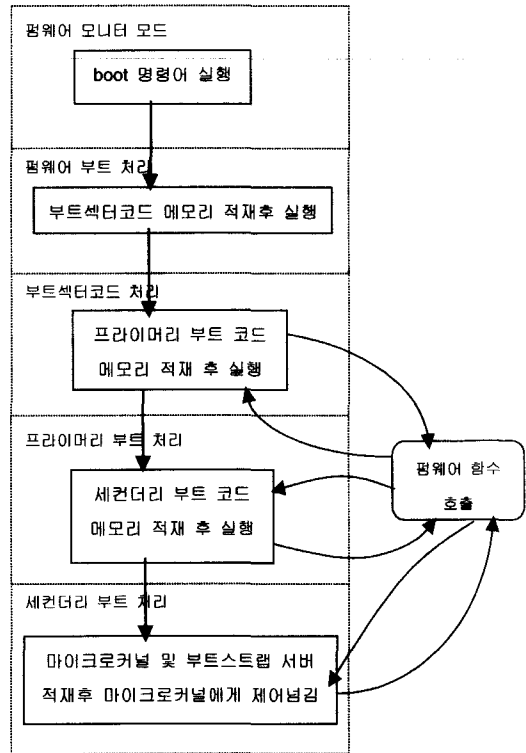 펌웨어 모니터 모드
boot 명령어 실행
펌웨어 부트 처리
부트섹터코드 메모리 적재후 실행
부트섹터코드 처리
프라이머리 부트 코드
메모리 적재 후 실행
프라이머리 부트 처리
세컨더리 부트 코드
메모리 적재 후 실행
펌웨어 함수
호출
세컨더리 부트 처리
마이크로커널 및 부트스트랩 서버
적재후 마이크로커널에게 제어넘김